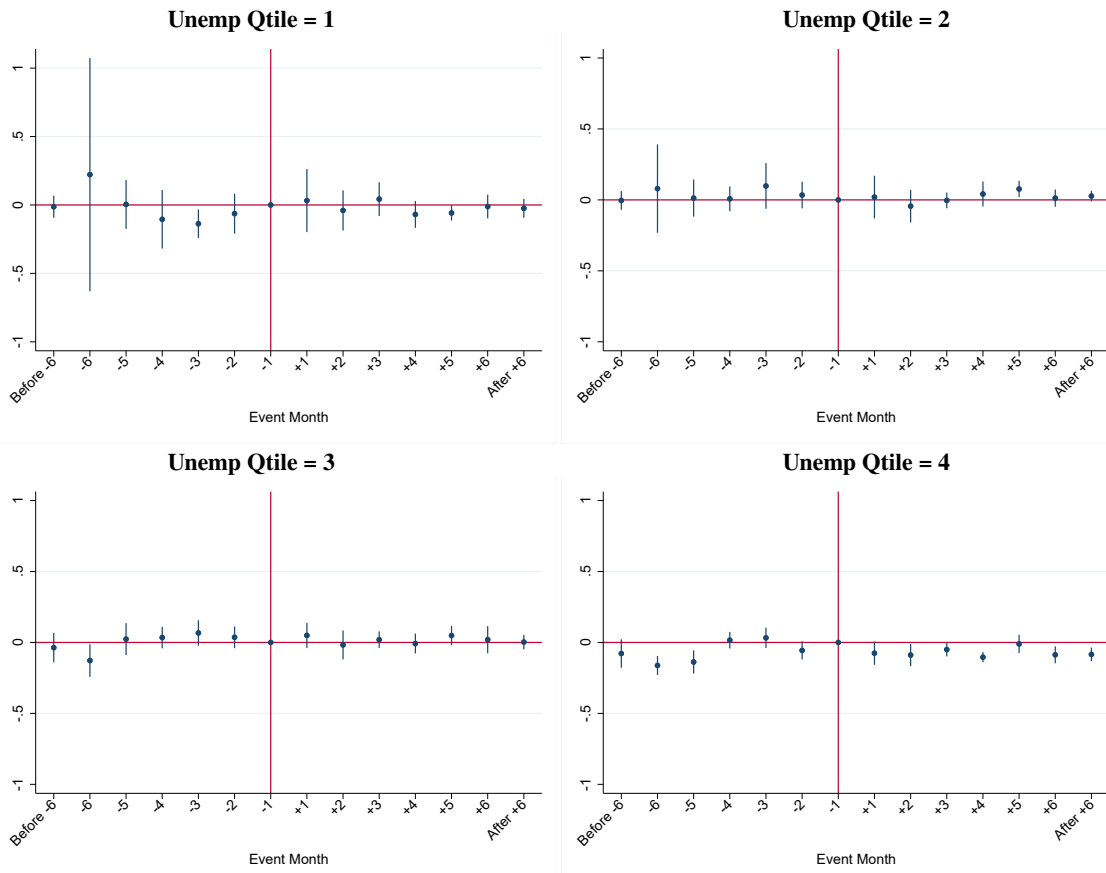 Unemp Qtile = 1
1
.5
0
-.5
-1
Before -6 -6 -5 -4 -3 -2 -1 +1 +2 +3 +4 +5 +6 After +6
Event Month
Unemp Qtile = 2
1
.5
0
-.5
-1
Before -6 -6 -5 -4 -3 -2 -1 +1 +2 +3 +4 +5 +6 After +6
Event Month
Unemp Qtile = 3
1
.5
0
-.5
-1
Before -6 -6 -5 -4 -3 -2 -1 +1 +2 +3 +4 +5 +6 After +6
Event Month
Unemp Qtile = 4
1
.5
0
-.5
-1
Before -6 -6 -5 -4 -3 -2 -1 +1 +2 +3 +4 +5 +6 After +6
Event Month